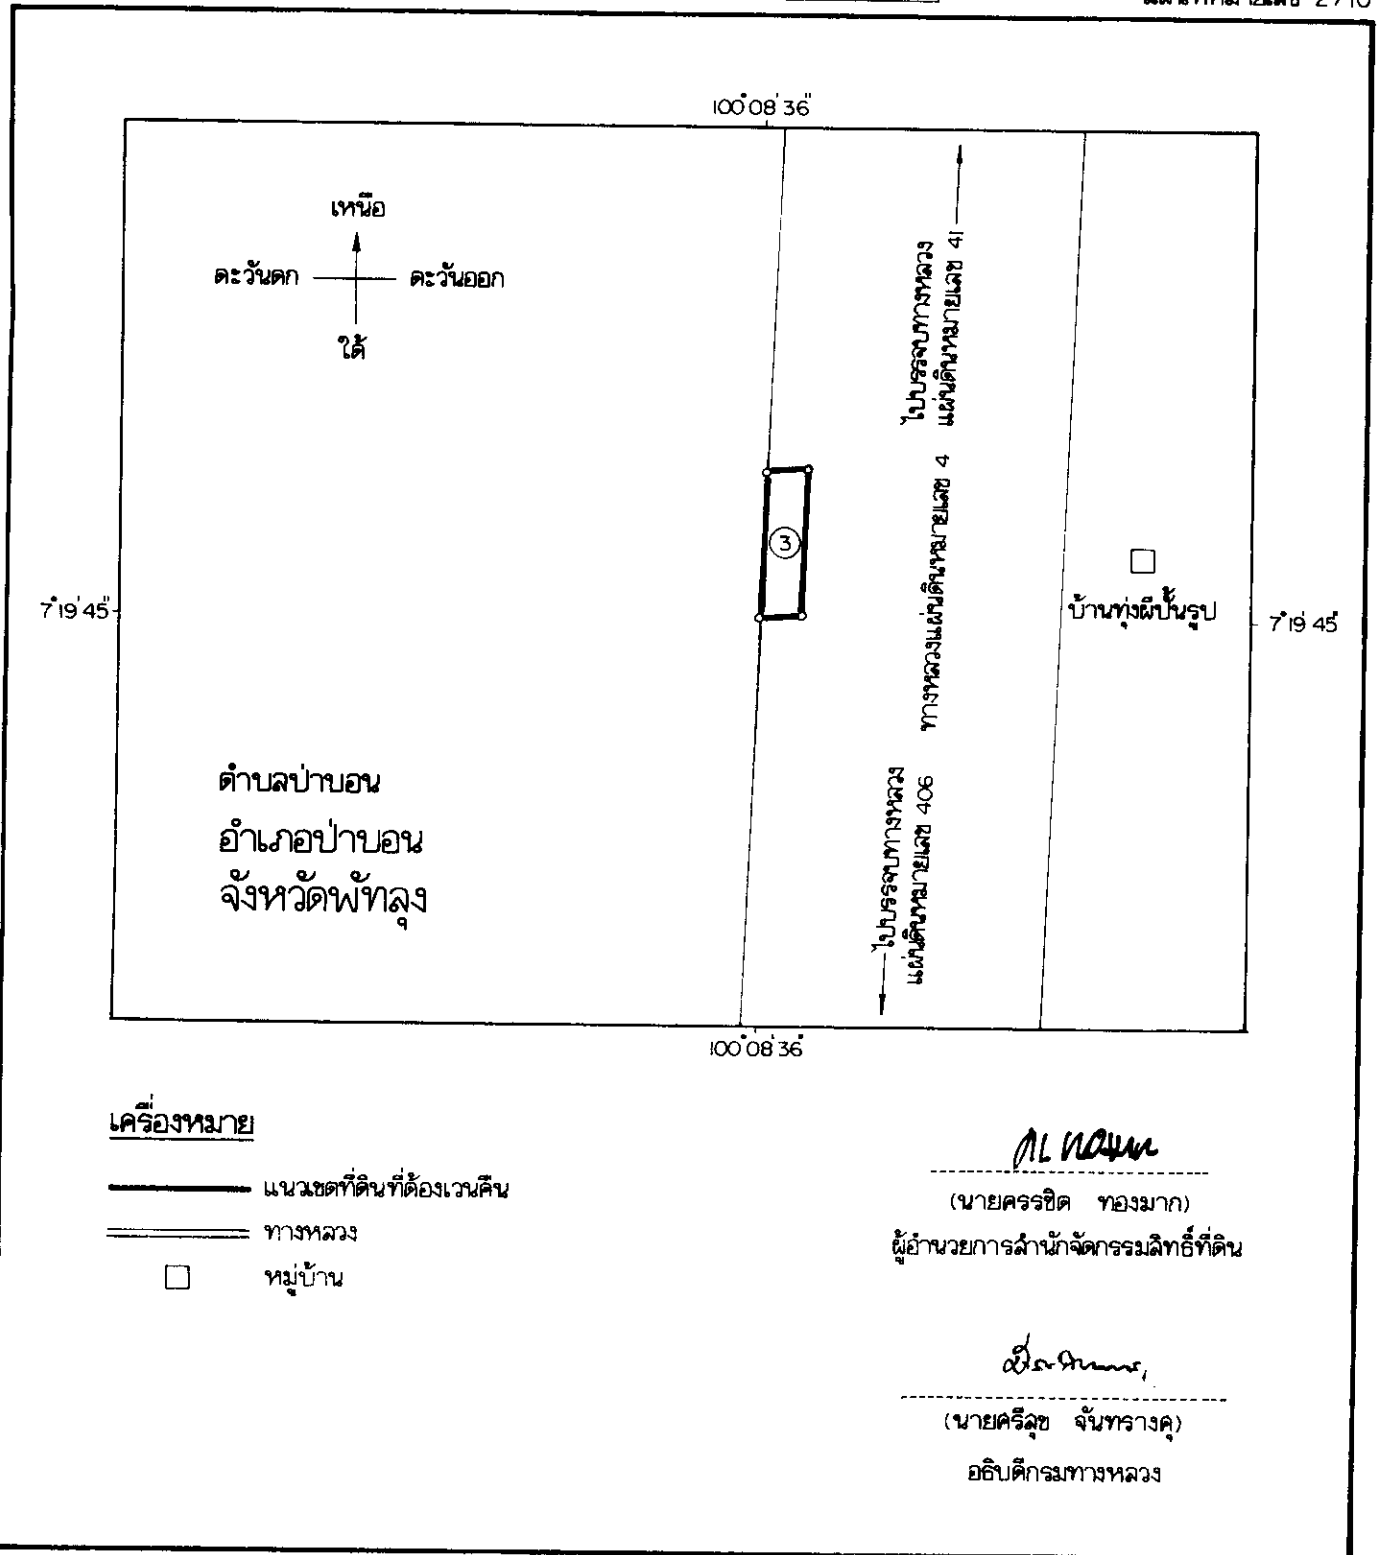 100°08'36"
เหนือ
ตะวันตก
ตะวันออก
ใต้
ไปบรรจบทางหลวง
แผ่นดินหมายเลข 41
ทางหลวงแผ่นดินหมายเลข 4
ไปบรรจบทางหลวง
แผ่นดินหมายเลข 406
3
7°19'45"
บ้านทุ่งผีปั้นรูป
7°19'45"
ตำบลป่าบอน
อำเภอป่าบอน
จังหวัดพัทลุง
100°08'36"
เครื่องหมาย
แนวเขตที่ดินที่ต้องเวนคืน
ทางหลวง
หมู่บ้าน
(นายครรชิต ทองมาก)
ผู้อำนวยการสำนักจัดกรรมสิทธิ์ที่ดิน
(นายศรีสุข จันทรางศุ)
อธิบดีกรมทางหลวง